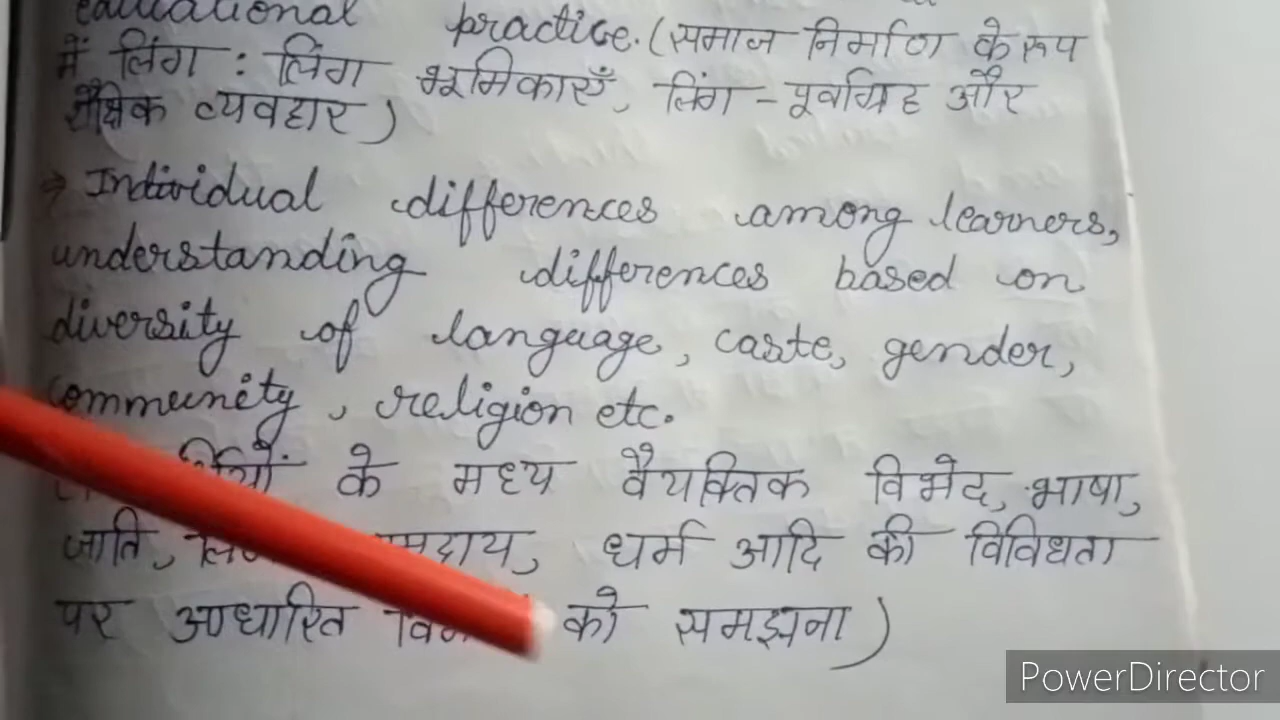 educational practice. (समाज निर्माण के रूप
में लिंग : लिंग भूमिकाएँ, लिंग - पूर्वाग्रह और
शैक्षिक व्यवहार)
→ Individual differences among learners,
understanding differences based on
diversity of language, caste, gender,
community, religion etc.
के मध्य वैयक्तिक विभेद, भाषा,
जाति, धर्म आदि की विविधता
पर आधारित को समझना)
PowerDirector